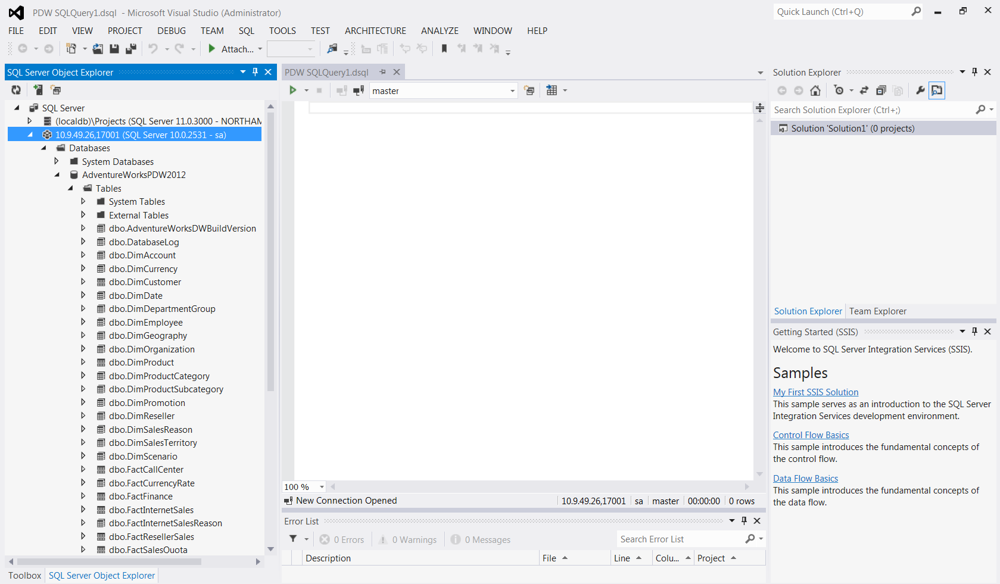 PDW SQLQuery1.dsql - Microsoft Visual Studio (Administrator)
Quick Launch (Ctrl+Q)
FILE EDIT VIEW PROJECT DEBUG TEAM SQL TOOLS TEST ARCHITECTURE ANALYZE WINDOW HELP
Attach...
SQL Server Object Explorer
SQL Server
(localdb)\Projects (SQL Server 11.0.3000 - NORTHAM
10.9.49.26,17001 (SQL Server 10.0.2531 - sa)
Databases
System Databases
AdventureWorksPDW2012
Tables
System Tables
External Tables
dbo.AdventureWorksDWBuildVersion
dbo.DatabaseLog
dbo.DimAccount
dbo.DimCurrency
dbo.DimCustomer
dbo.DimDate
dbo.DimDepartmentGroup
dbo.DimEmployee
dbo.DimGeography
dbo.DimOrganization
dbo.DimProduct
dbo.DimProductCategory
dbo.DimProductSubcategory
dbo.DimPromotion
dbo.DimReseller
dbo.DimSalesReason
dbo.DimSalesTerritory
dbo.DimScenario
dbo.FactCallCenter
dbo.FactCurrencyRate
dbo.FactFinance
dbo.FactInternetSales
dbo.FactInternetSalesReason
dbo.FactResellerSales
dbo.FactSalesQuota
Toolbox SQL Server Object Explorer
PDW SQLQuery1.dsql
master
100 %
New Connection Opened 10.9.49.26,17001 sa master 00:00:00 0 rows
Error List
0 Errors 0 Warnings 0 Messages Search Error List
Description File Line Colu... Project
Solution Explorer
Search Solution Explorer (Ctrl+;)
Solution 'Solution1' (0 projects)
Solution Explorer Team Explorer
Getting Started (SSIS)
Welcome to SQL Server Integration Services (SSIS).
Samples
My First SSIS Solution
This sample serves as an introduction to the SQL Server
Integration Services development environment.
Control Flow Basics
This sample introduces the fundamental concepts of
the control flow.
Data Flow Basics
This sample introduces the fundamental concepts of
the data flow.